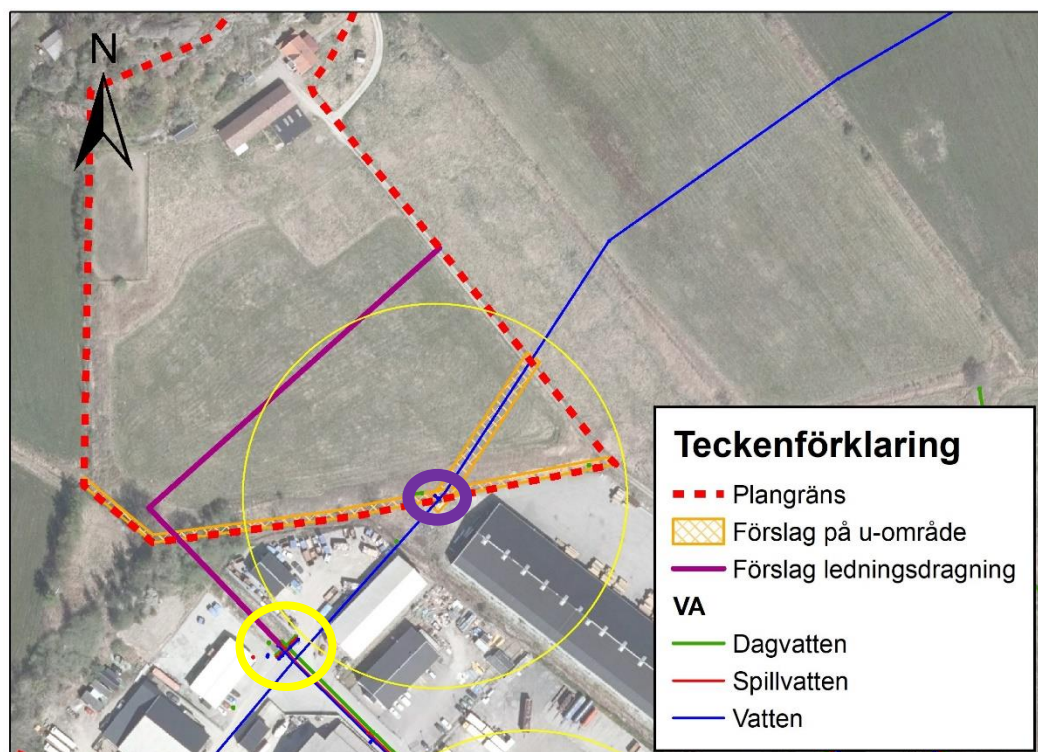 N
Teckenförklaring
Plangräns
Förslag på u-område
Förslag ledningsdragning
VA
Dagvatten
Spillvatten
Vatten